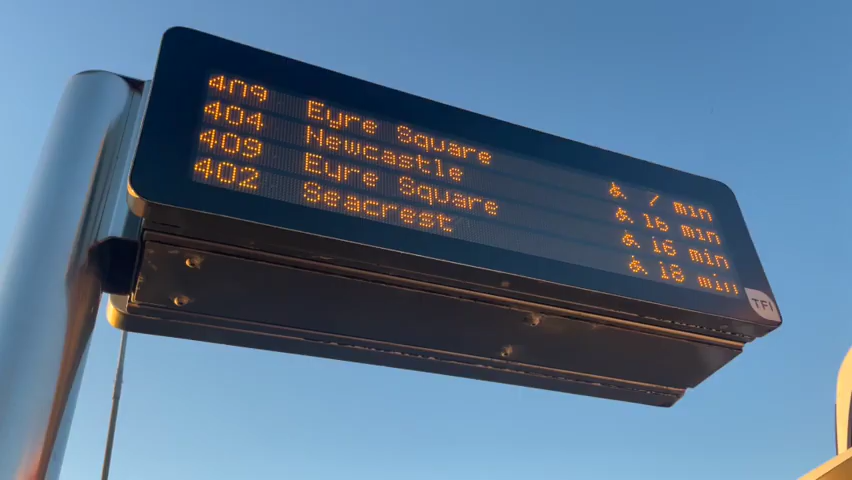 409 Eyre Square 7 min
404 Newcastle 16 min
409 Eyre Square 16 min
402 Seacrest 18 min
TFI